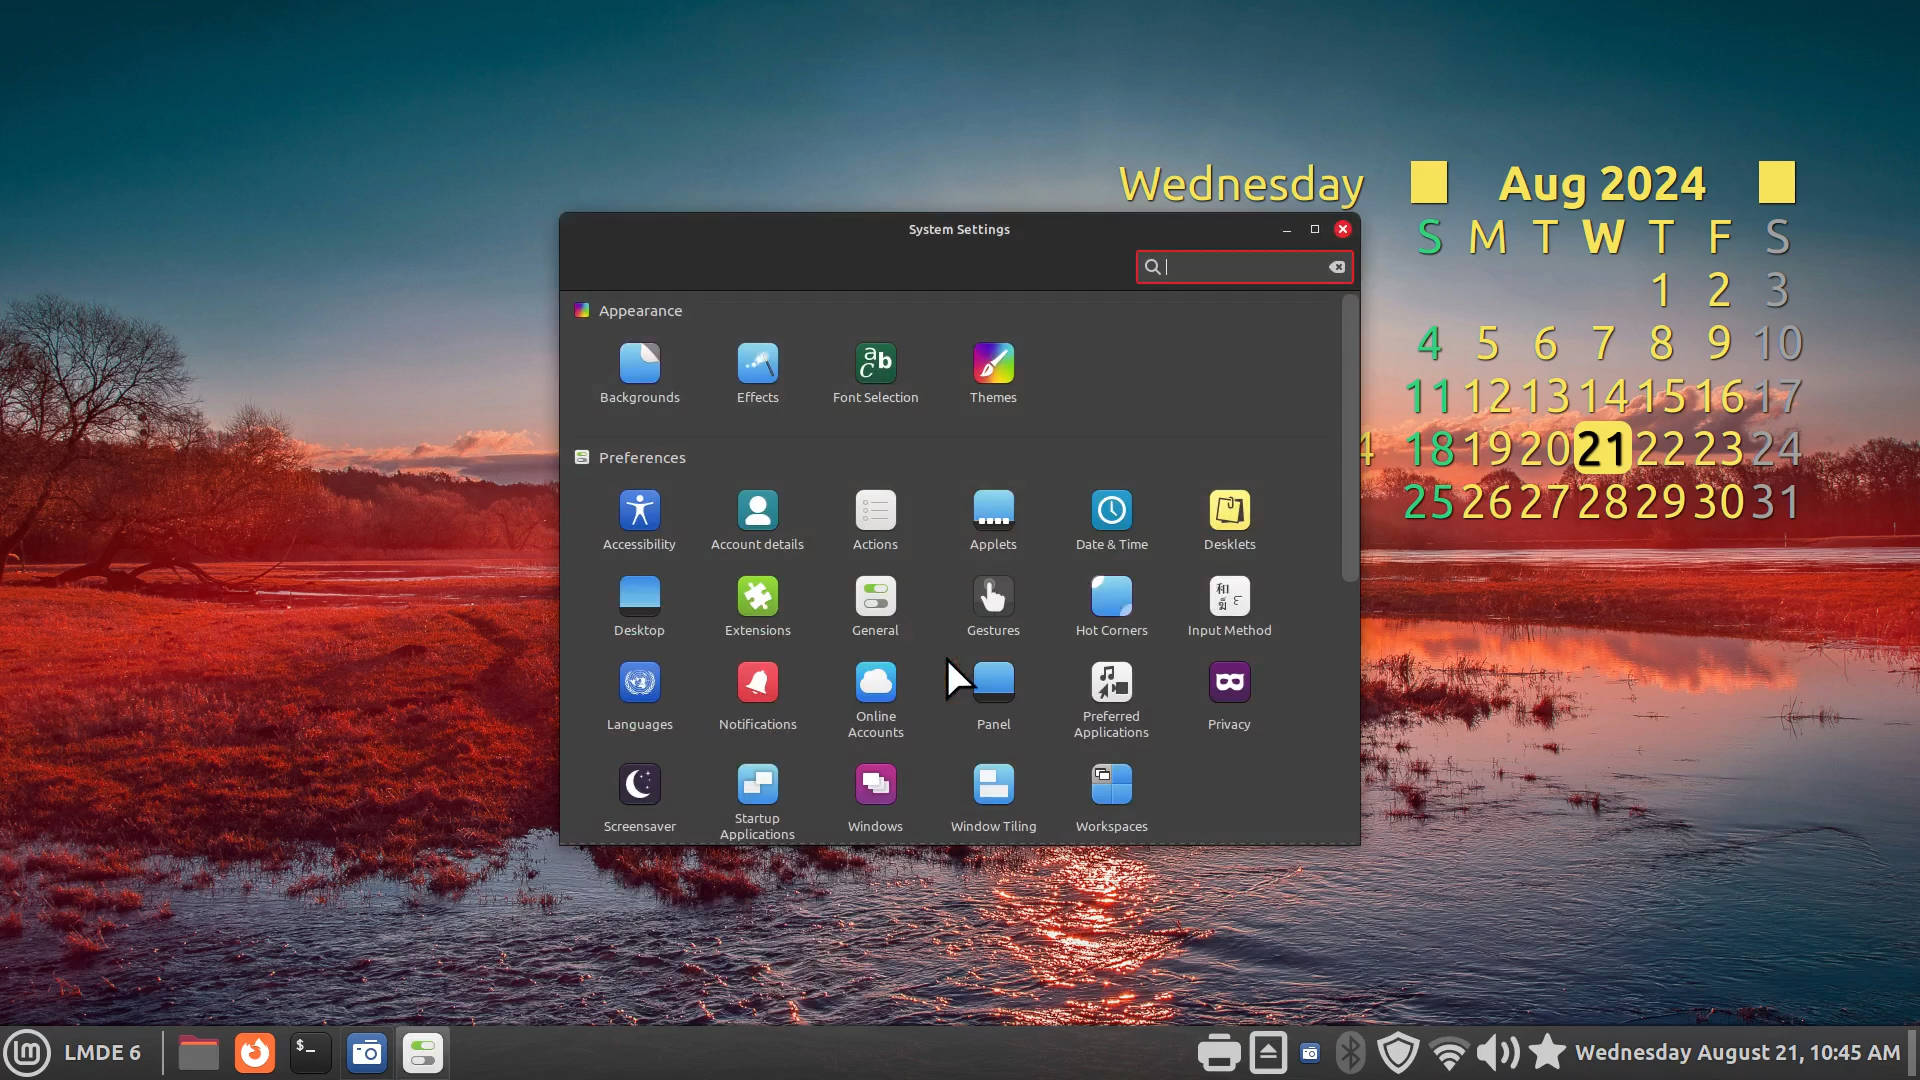 Wednesday
Aug 2024
S M T W T F S
1 2 3
4 5 6 7 8 9 10
11 12 13 14 15 16 17
4 18 19 20 21 22 23 24
25 26 27 28 29 30 31
System Settings
Appearance
Backgrounds
Effects
Font Selection
Themes
Preferences
Accessibility
Account details
Actions
Applets
Date & Time
Desklets
Desktop
Extensions
General
Gestures
Hot Corners
Input Method
Languages
Notifications
Online
Accounts
Panel
Preferred
Applications
Privacy
Screensaver
Startup
Applications
Windows
Window Tiling
Workspaces
LMDE 6
$_
Wednesday August 21, 10:45 AM